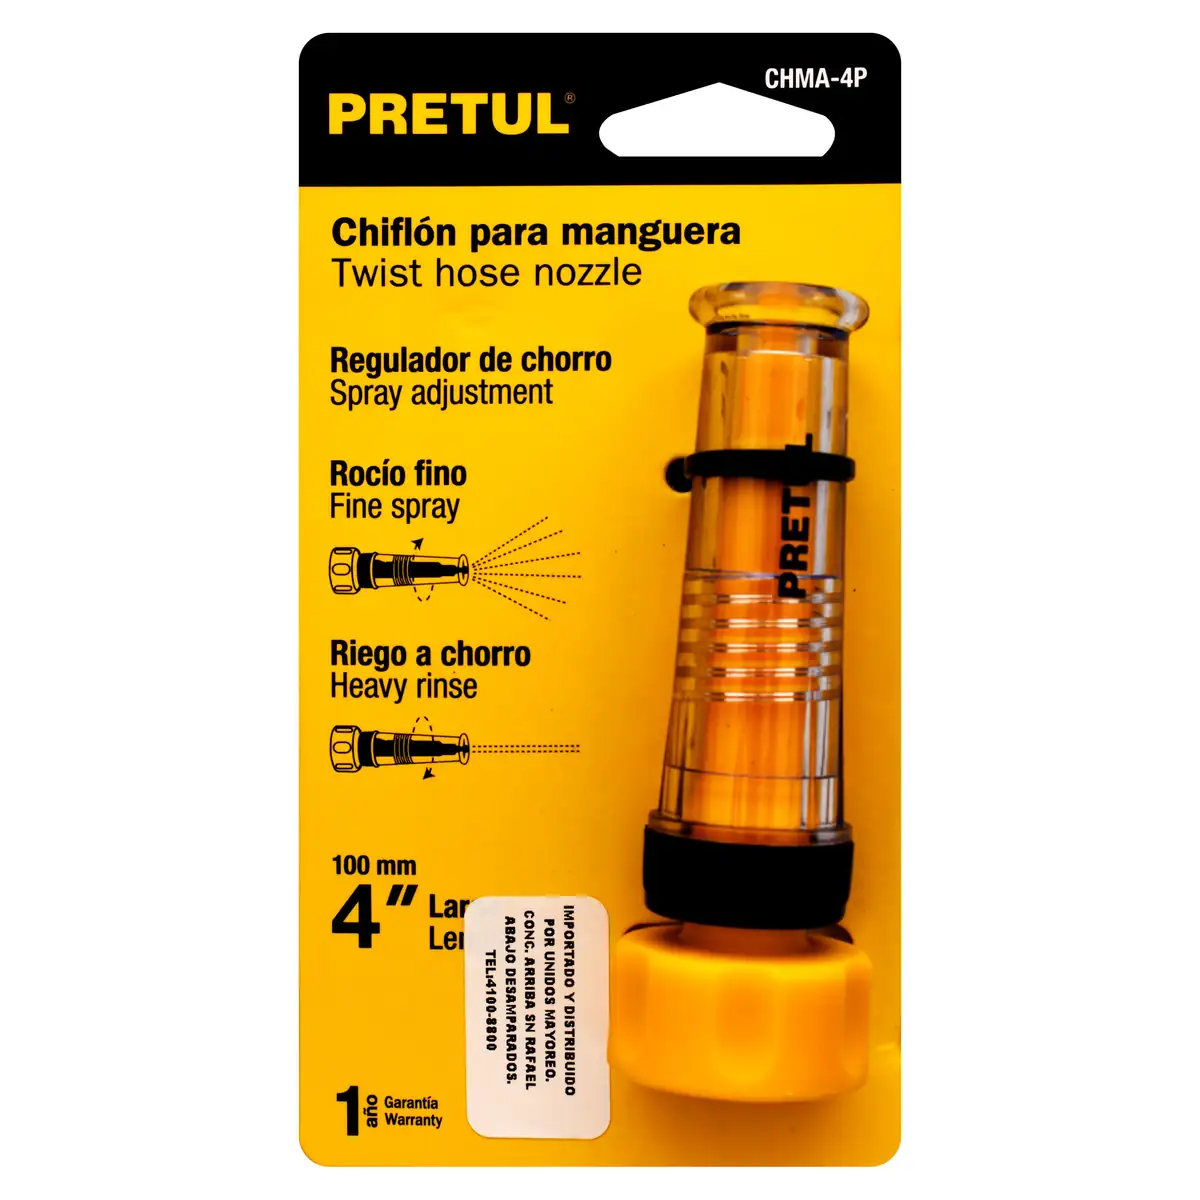 CHMA-4P
PRETUL®
Chiflón para manguera
Twist hose nozzle
Regulador de chorro
Spray adjustment
Rocío fino
Fine spray
Riego a chorro
Heavy rinse
100 mm
4"
1 año
Garantía
Warranty
IMPORTADO Y DISTRIBUIDO
POR UNIDOS MAYOREO.
CONC. ARRIBA SN RAFAEL
ABAJO DESAMPARADOS.
TEL:4100-8800
PRETUL